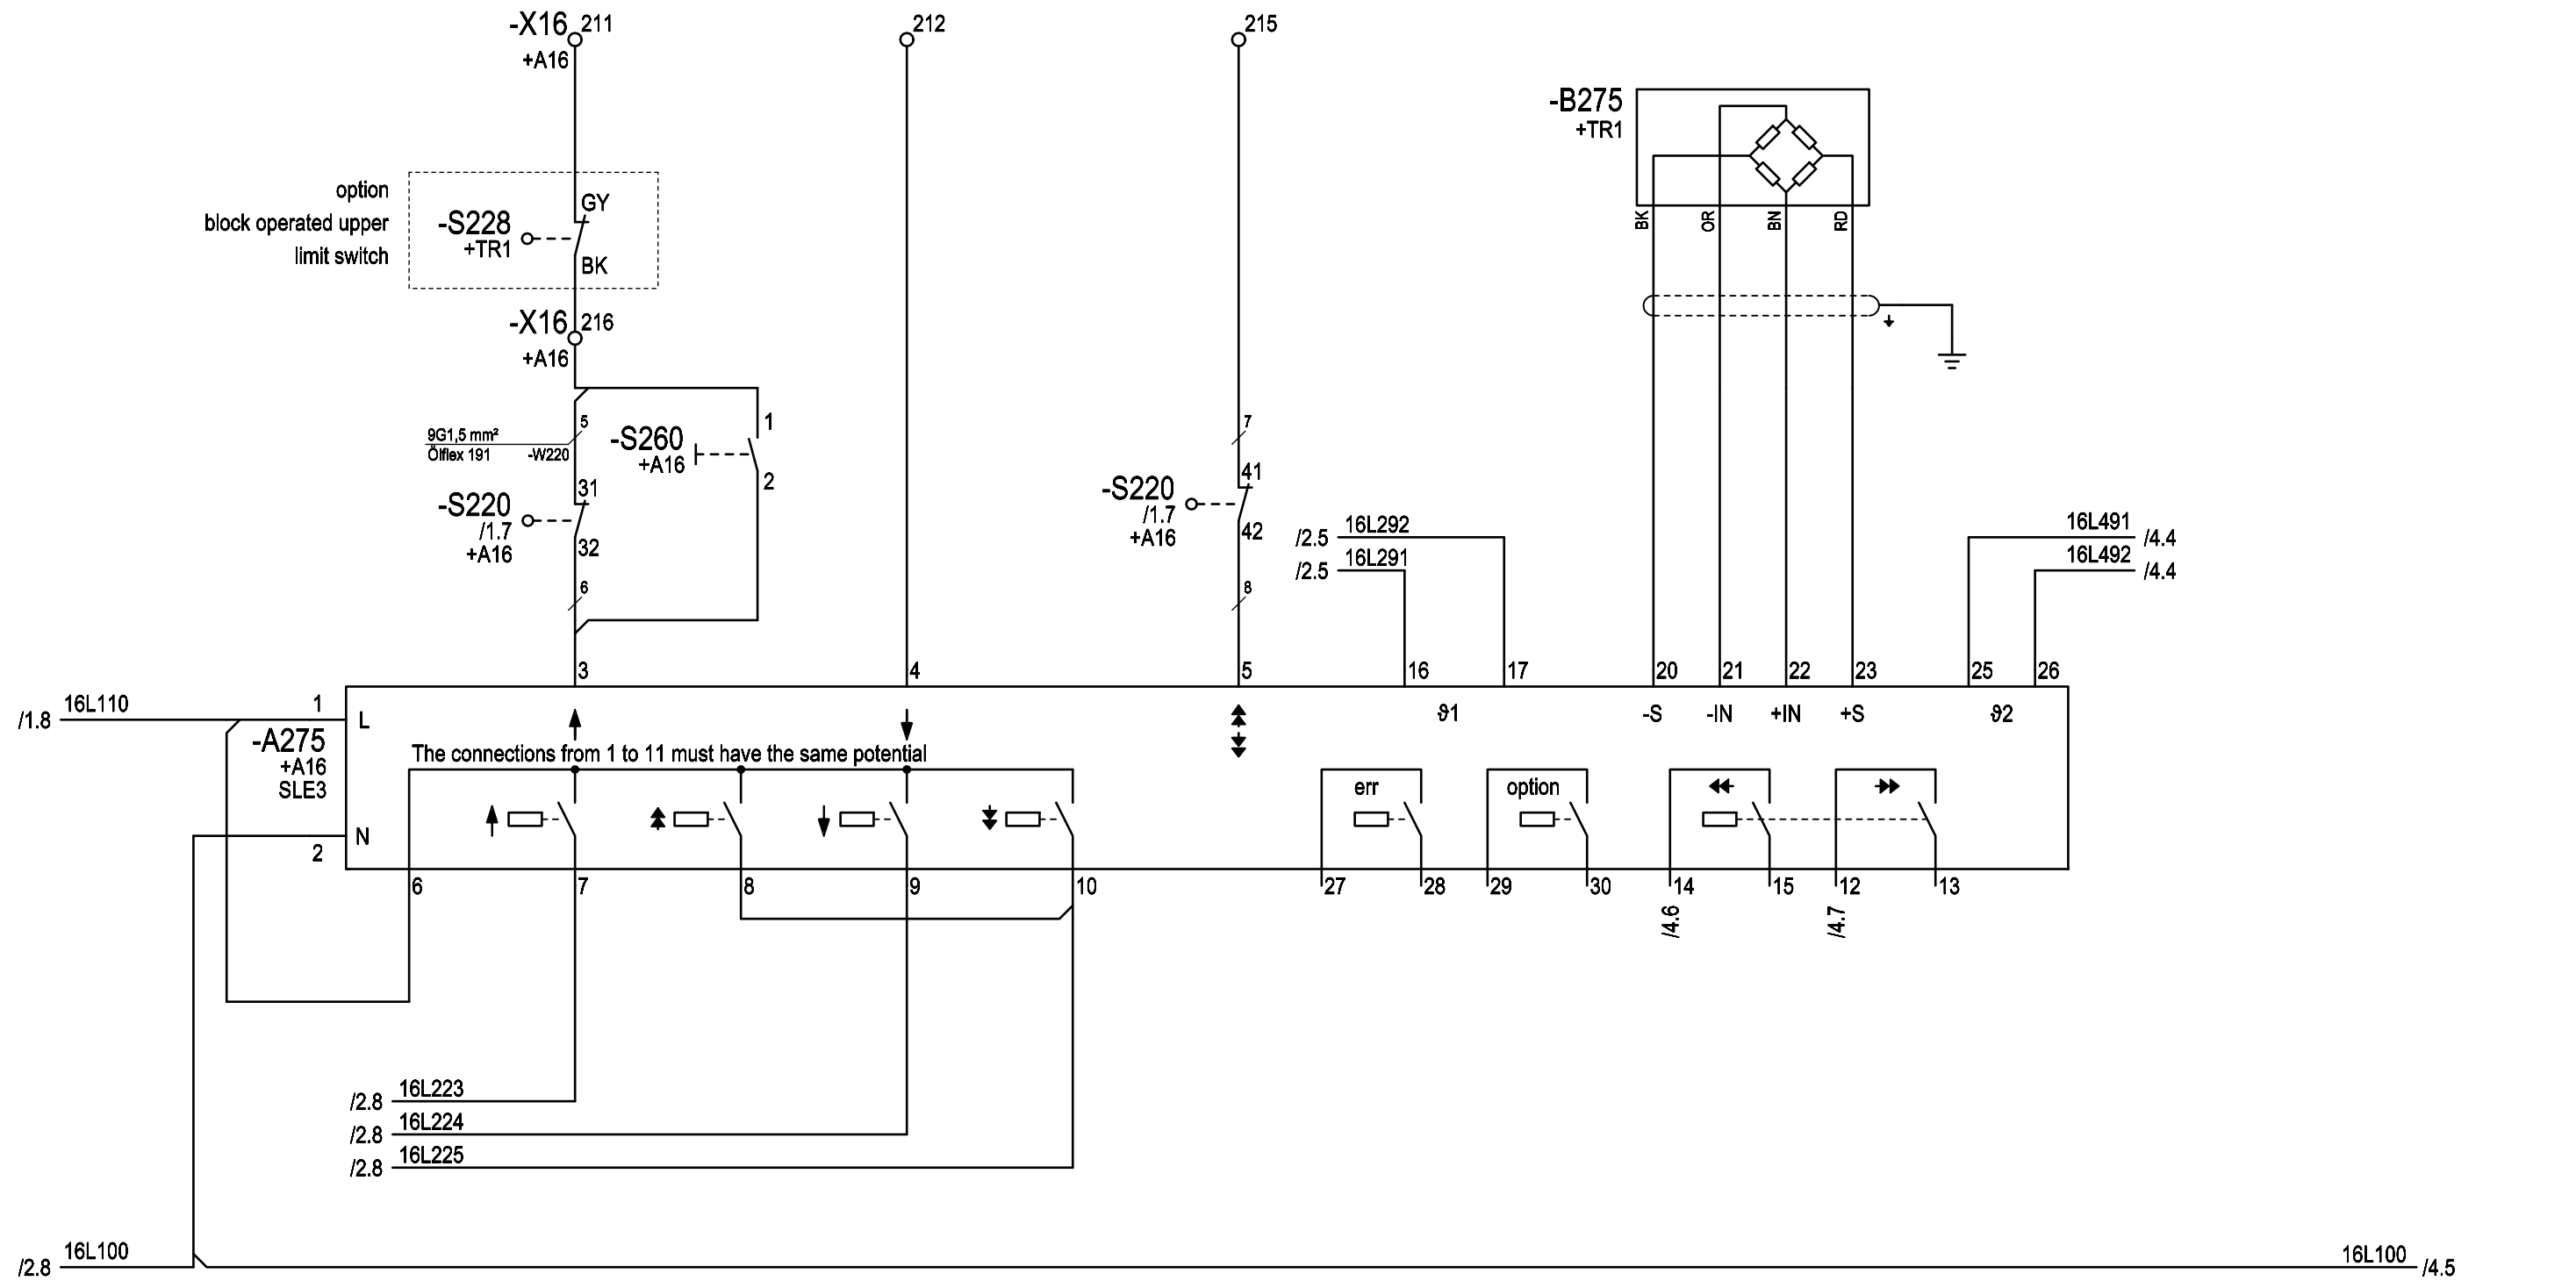 -X16 211
+A16
212
215
-B275
+TR1
BK
OR
BN
RD
option
block operated upper
limit switch
-S228
+TR1
GY
BK
-X16 216
+A16
5
9G1,5 mm²
Ölflex 191 -W220
-S260
+A16
1
2
31
-S220
/1.7
+A16
32
6
7
41
-S220
/1.7
+A16
42
8
/2.5 16L292
/2.5 16L291
16L491 /4.4
16L492 /4.4
3
4
5
16
17
20
21
22
23
25
26
/1.8 16L110
1
L
-A275
+A16
SLE3
N
2
ϑ1
-S
-IN
+IN
+S
ϑ2
The connections from 1 to 11 must have the same potential
err
option
6
7
8
9
10
27
28
29
30
14
15
12
13
/4.6
/4.7
/2.8 16L223
/2.8 16L224
/2.8 16L225
/2.8 16L100
16L100 /4.5